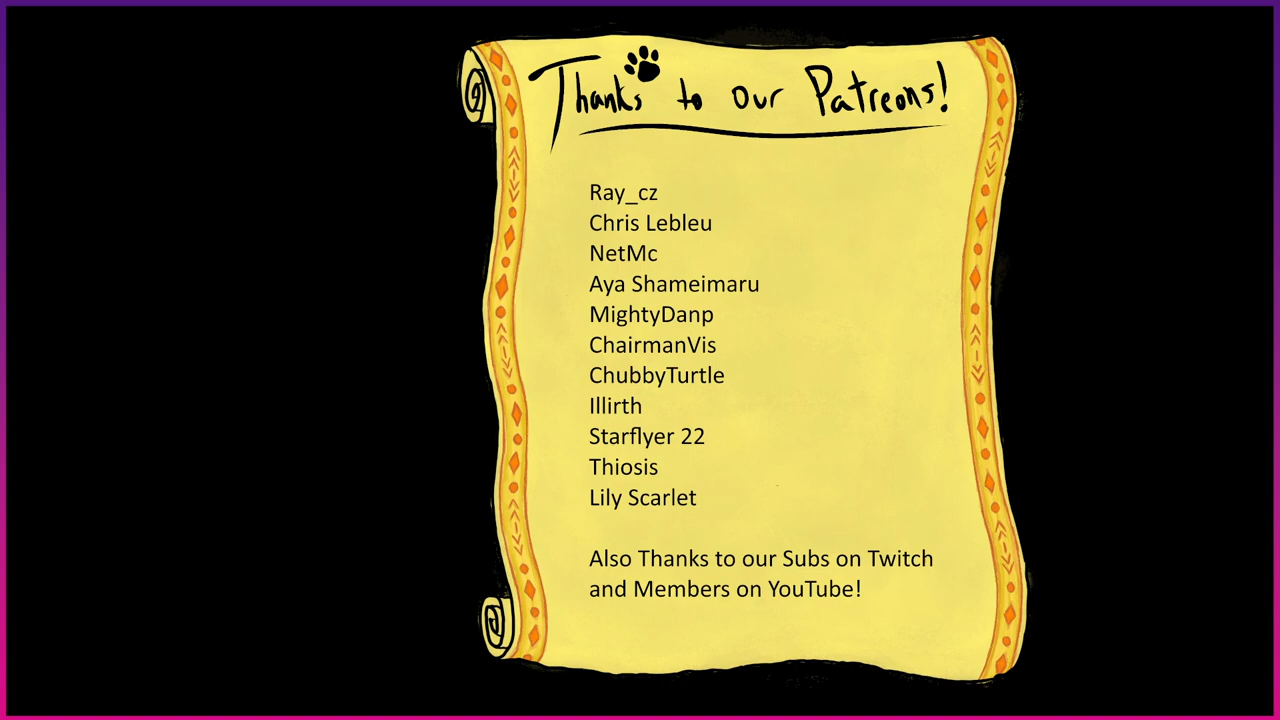 Thanks to our Patreons!
Ray_cz
Chris Lebleu
NetMc
Aya Shameimaru
MightyDanp
ChairmanVis
ChubbyTurtle
Illirth
Starflyer 22
Thiosis
Lily Scarlet
Also Thanks to our Subs on Twitch
and Members on YouTube!